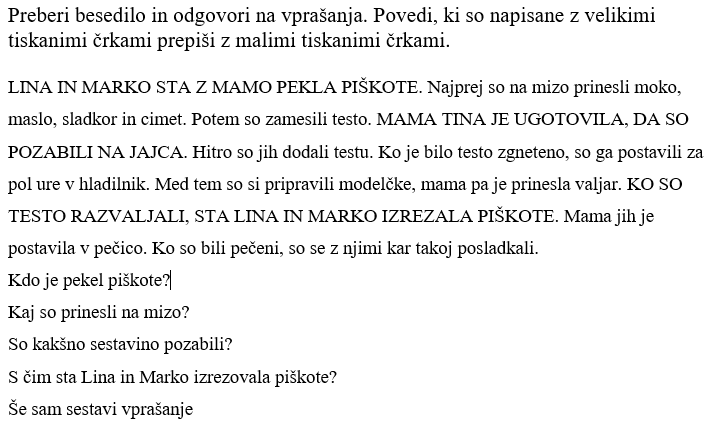 Preberi besedilo in odgovori na vprašanja. Povedi, ki so napisane z velikimi
tiskanimi črkami prepiši z malimi tiskanimi črkami.
LINA IN MARKO STA Z MAMO PEKLA PIŠKOTE. Najprej so na mizo prinesli moko,
maslo, sladkor in cimet. Potem so zamesili testo. MAMA TINA JE UGOTOVILA, DA SO
POZABILI NA JAJCA. Hitro so jih dodali testu. Ko je bilo testo zgneteno, so ga postavili za
pol ure v hladilnik. Med tem so si pripravili modelčke, mama pa je prinesla valjar. KO SO
TESTO RAZVALJALI, STA LINA IN MARKO IZREZALA PIŠKOTE. Mama jih je
postavila v pečico. Ko so bili pečeni, so se z njimi kar takoj posladkali.
Kdo je pekel piškote?
Kaj so prinesli na mizo?
So kakšno sestavino pozabili?
S čim sta Lina in Marko izrezovala piškote?
Še sam sestavi vprašanje